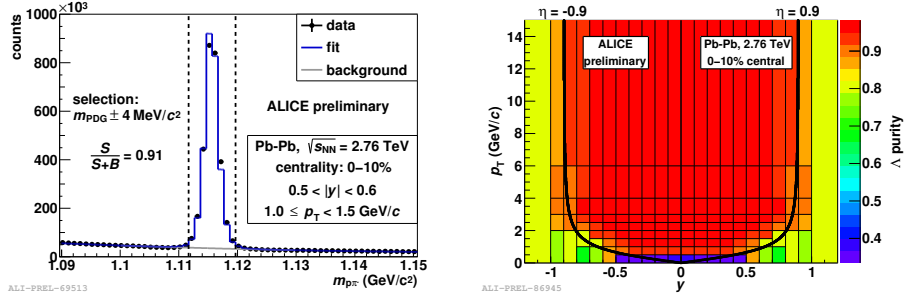 ×10³
counts
1000
800
600
400
200
0
1.09
1.10
1.11
1.12
1.13
1.14
1.15
m_pπ⁻ (GeV/c²)
data
fit
background
selection:
m_PDG ± 4 MeV/c²
S/S+B = 0.91
ALICE preliminary
Pb-Pb, √s_NN = 2.76 TeV
centrality: 0–10%
0.5 < |y| < 0.6
1.0 ≤ p_T < 1.5 GeV/c
ALI-PREL-69513
η = -0.9
η = 0.9
p_T (GeV/c)
14
12
10
8
6
4
2
0
ALICE
preliminary
Pb-Pb, 2.76 TeV
0–10% central
-1
-0.5
0
0.5
1
y
0.9
0.8
0.7
0.6
0.5
0.4
Λ purity
ALI-PREL-86945